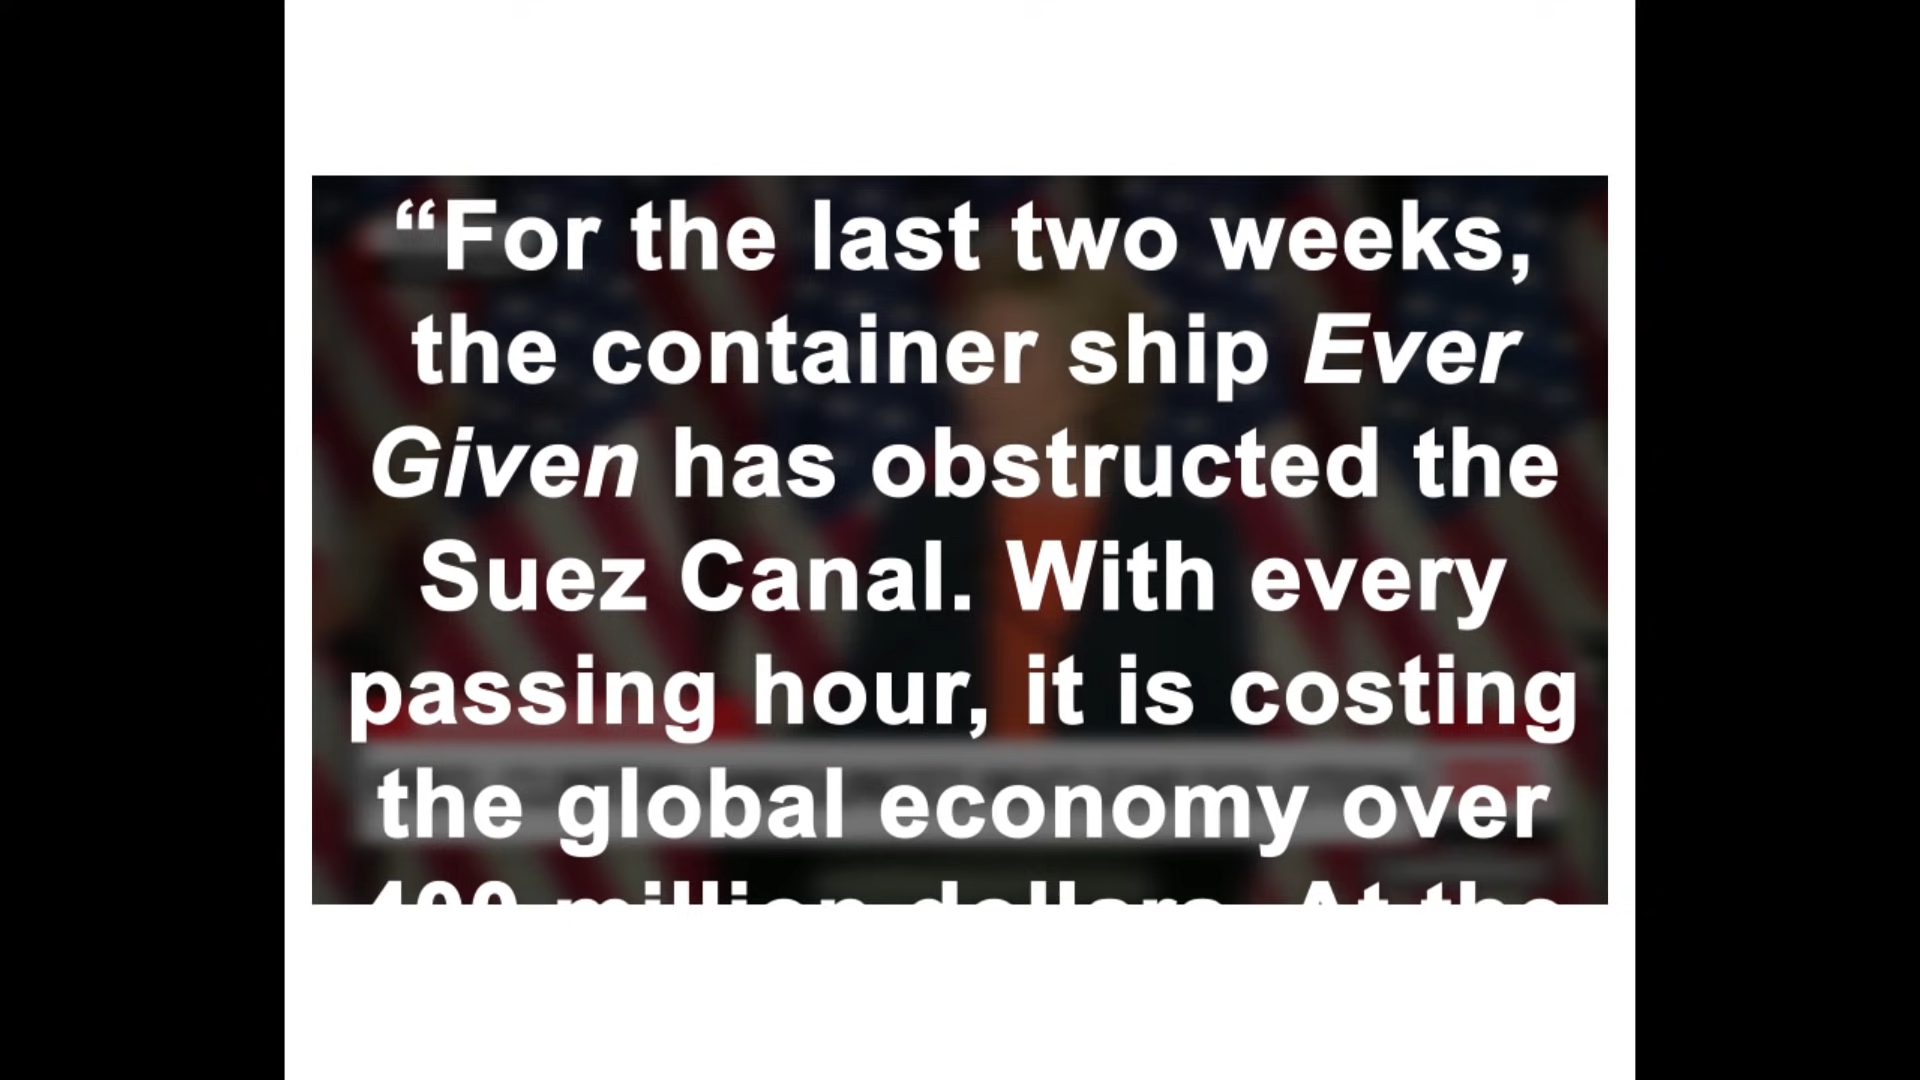 “For the last two weeks,
the container ship Ever
Given has obstructed the
Suez Canal. With every
passing hour, it is costing
the global economy over
400 million dollars. At the